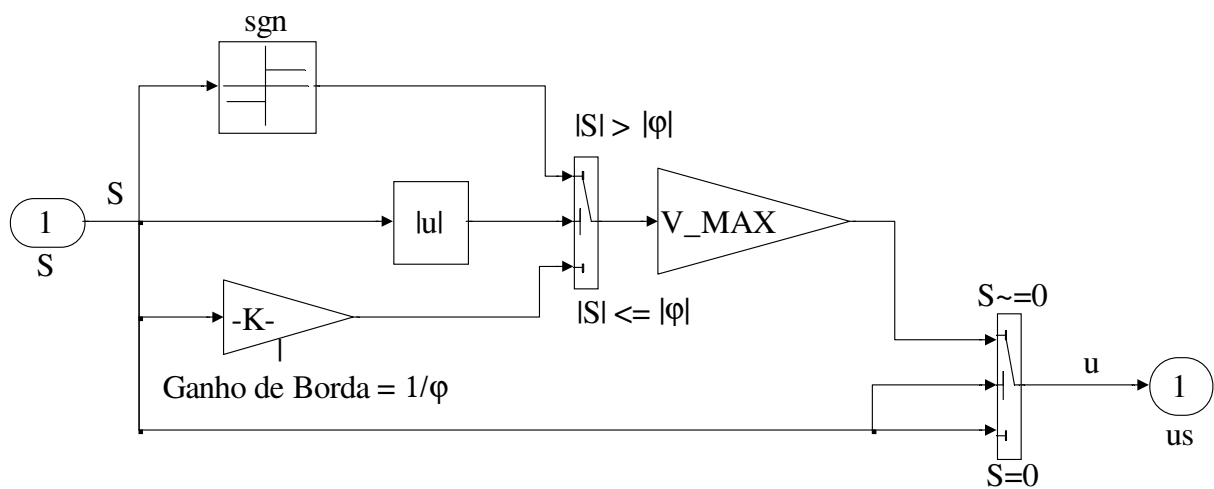 sgn
|S| > |φ|
S
1
S
|u|
V_MAX
-K-
|S| <= |φ|
Ganho de Borda = 1/φ
S~=0
u
1
us
S=0